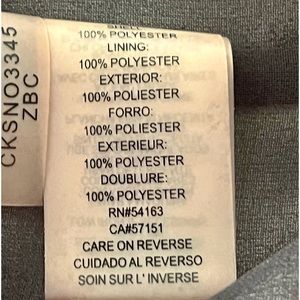 SHELL:
100% POLYESTER
LINING:
100% POLYESTER
EXTERIOR:
100% POLIESTER
FORRO:
100% POLIESTER
EXTERIEUR:
100% POLYESTER
DOUBLURE:
100% POLYESTER
RN#54163
CA#57151
CARE ON REVERSE
CUIDADO AL REVERSO
SOIN SUR L' INVERSE
CKSNO3345
ZBC